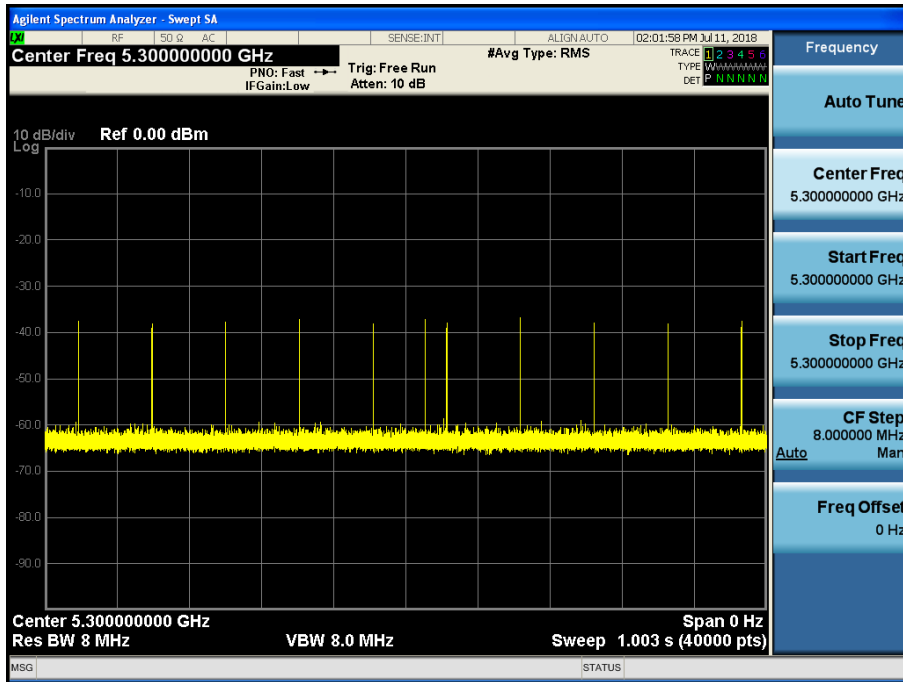 Agilent Spectrum Analyzer - Swept SA
LXI RF 50 Ω AC SENSE:INT ALIGN AUTO 02:01:58 PM Jul 11, 2018
Center Freq 5.300000000 GHz #Avg Type: RMS TRACE 1 2 3 4 5 6
PNO: Fast Trig: Free Run TYPE WWWWWW
IFGain:Low Atten: 10 dB DET P N N N N N
10 dB/div Ref 0.00 dBm
Log
-10.0
-20.0
-30.0
-40.0
-50.0
-60.0
-70.0
-80.0
-90.0
Center 5.300000000 GHz Span 0 Hz
Res BW 8 MHz VBW 8.0 MHz Sweep 1.003 s (40000 pts)
MSG STATUS
Frequency
Auto Tune
Center Freq
5.300000000 GHz
Start Freq
5.300000000 GHz
Stop Freq
5.300000000 GHz
CF Step
8.000000 MHz
Auto Man
Freq Offset
0 Hz